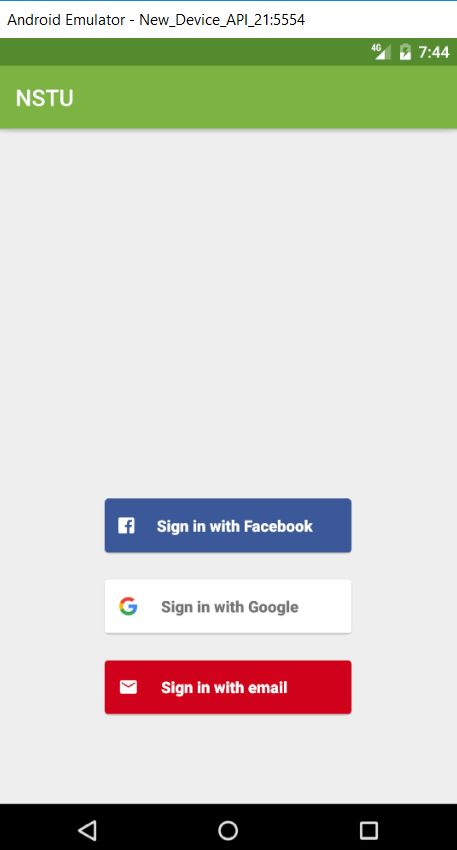 Android Emulator - New_Device_API_21:5554
4G 7:44
NSTU
Sign in with Facebook
Sign in with Google
Sign in with email